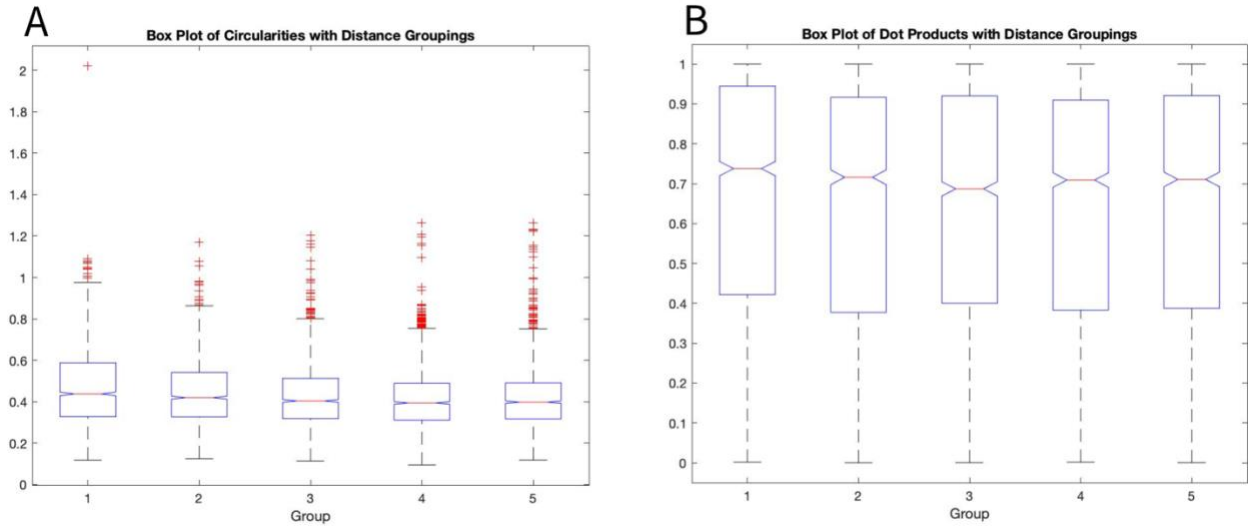 A
Box Plot of Circularities with Distance Groupings
2
1.8
1.6
1.4
1.2
1
0.8
0.6
0.4
0.2
0
1 2 3 4 5
Group
B
Box Plot of Dot Products with Distance Groupings
1
0.9
0.8
0.7
0.6
0.5
0.4
0.3
0.2
0.1
0
1 2 3 4 5
Group